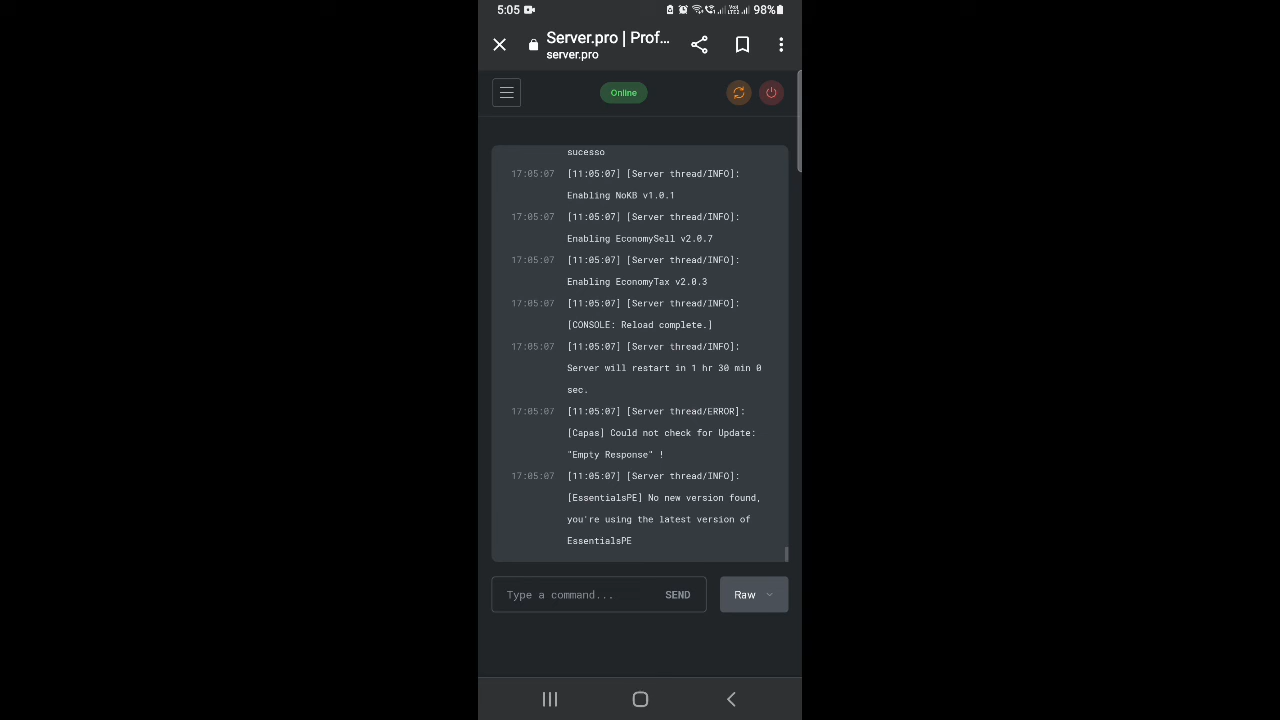 5:05 98%
Server.pro | Prof...
server.pro
Online
sucesso
17:05:07 [11:05:07] [Server thread/INFO]:
Enabling NoKB v1.0.1
17:05:07 [11:05:07] [Server thread/INFO]:
Enabling EconomySell v2.0.7
17:05:07 [11:05:07] [Server thread/INFO]:
Enabling EconomyTax v2.0.3
17:05:07 [11:05:07] [Server thread/INFO]:
[CONSOLE: Reload complete.]
17:05:07 [11:05:07] [Server thread/INFO]:
Server will restart in 1 hr 30 min 0
sec.
17:05:07 [11:05:07] [Server thread/ERROR]:
[Capas] Could not check for Update:
"Empty Response" !
17:05:07 [11:05:07] [Server thread/INFO]:
[EssentialsPE] No new version found,
you're using the latest version of
EssentialsPE
Type a command... SEND Raw